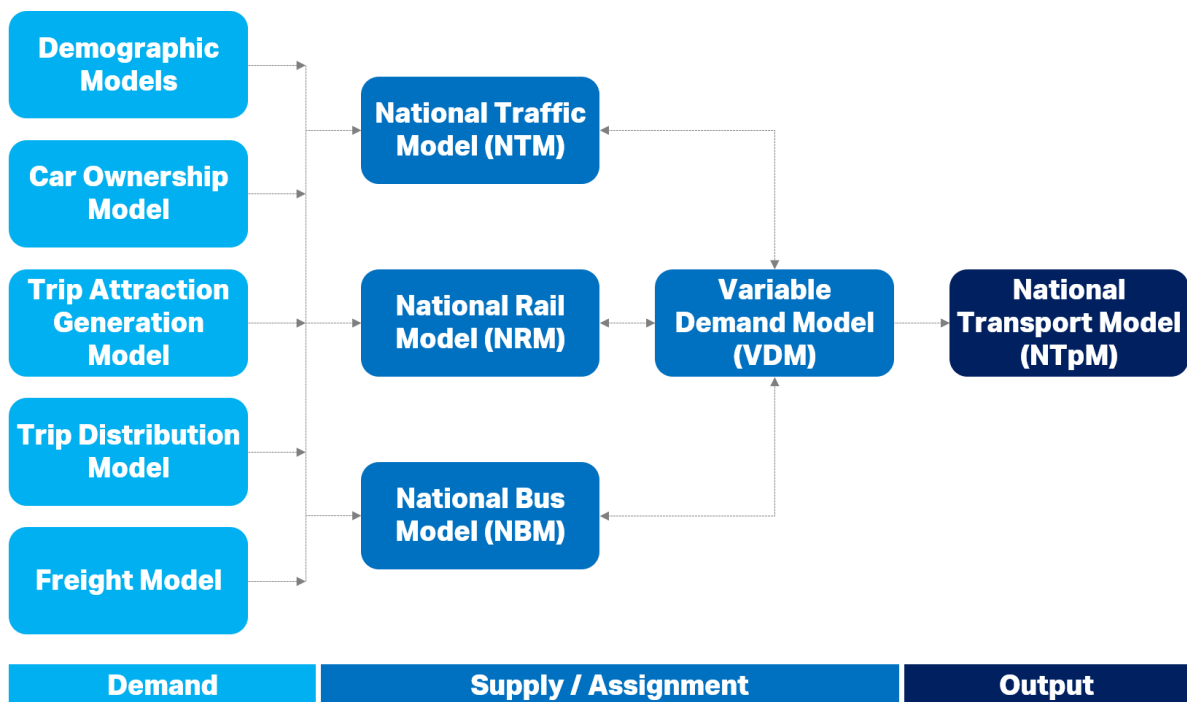 Demographic
Models
Car Ownership
Model
Trip Attraction
Generation
Model
Trip Distribution
Model
Freight Model
National Traffic
Model (NTM)
National Rail
Model (NRM)
National Bus
Model (NBM)
Variable
Demand Model
(VDM)
National
Transport Model
(NTpM)
Demand
Supply / Assignment
Output